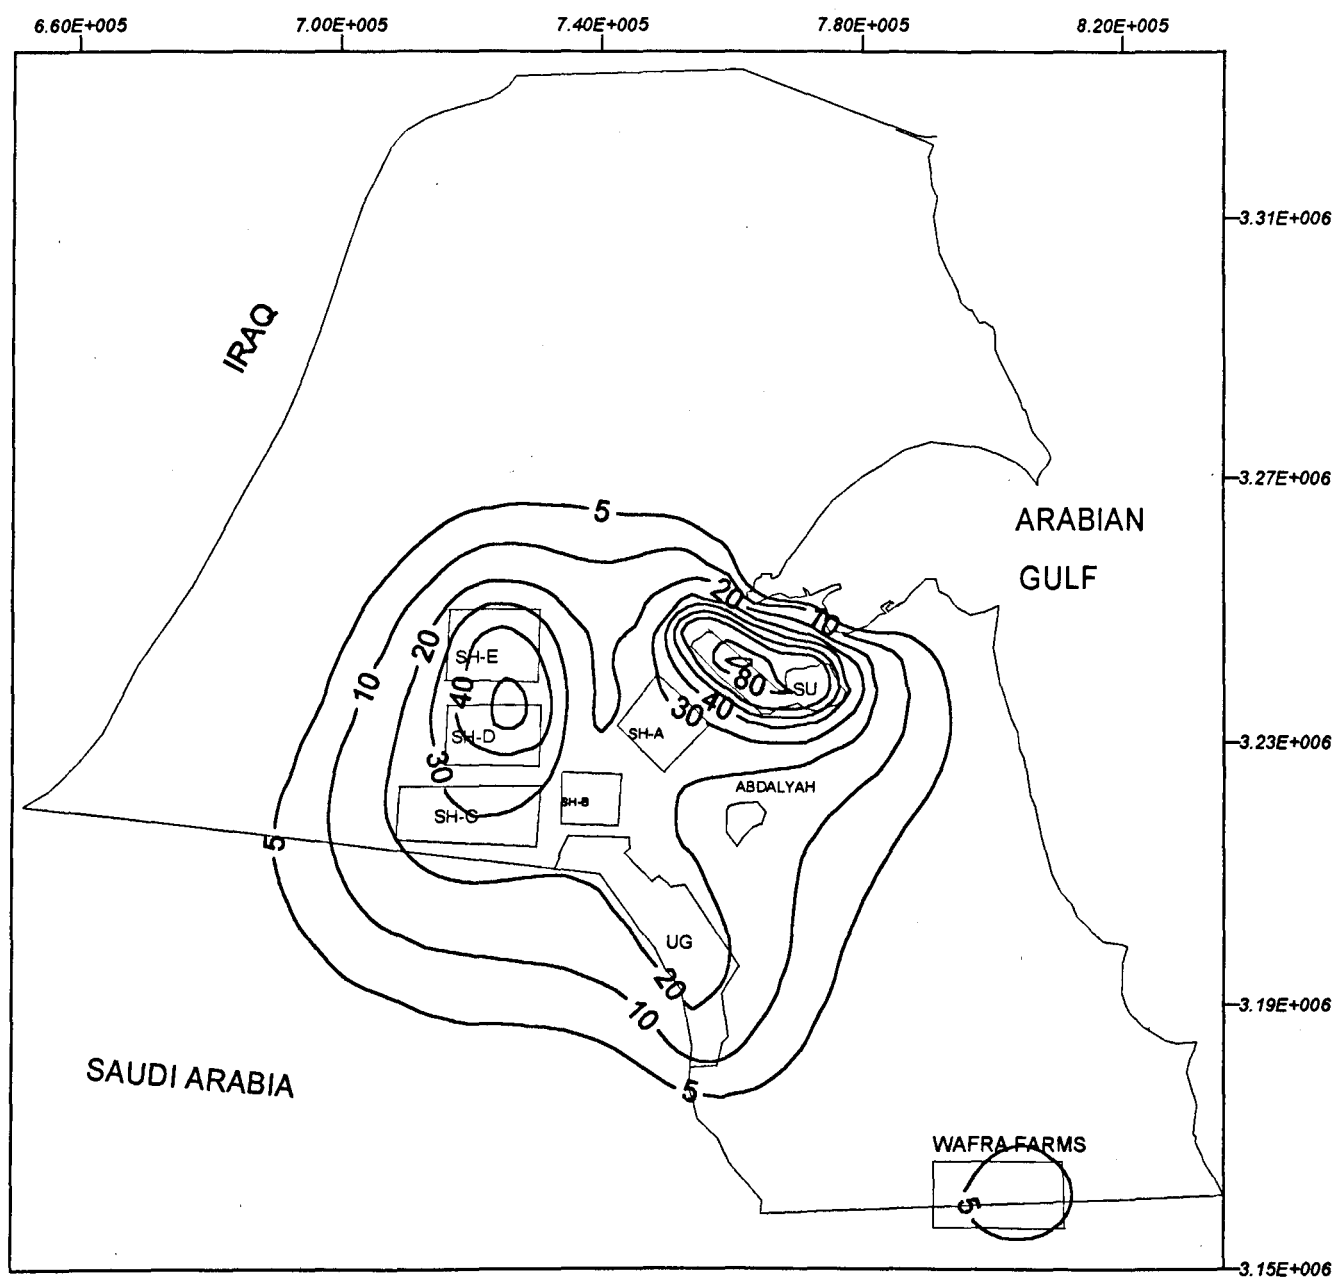 6.60E+005 7.00E+005 7.40E+005 7.80E+005 8.20E+005
3.31E+006
IRAQ
3.27E+006
5
ARABIAN
GULF
20
10
20
SH-E
10
40
80
SU
40
30
SH-D
SH-A
3.23E+006
30
ABDALYAH
SH-B
SH-C
5
UG
20
10
3.19E+006
SAUDI ARABIA
5
WAFRA FARMS
5
3.15E+006